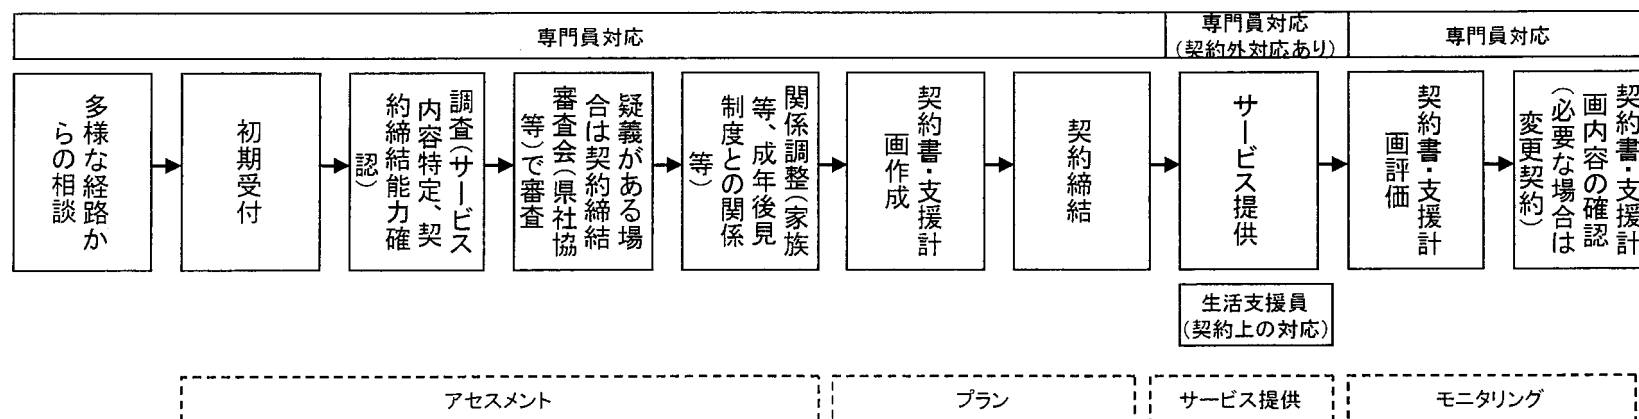 専門員対応
専門員対応
(契約外対応あり)
専門員対応
多様な経路か
らの相談
初期受付
調査(サービス
内容特定、契
約締結能力確
認)
疑義がある場
合は契約締結
審査会(県社協
等)で審査
関係調整(家族
等、成年後見
制度との関係
等)
契約書・支援計
画作成
契約締結
サービス提供
契約書・支援計
画評価
契約書・支援計
画内容の確認
(必要な場合は
変更契約)
生活支援員
(契約上の対応)
アセスメント
プラン
サービス提供
モニタリング